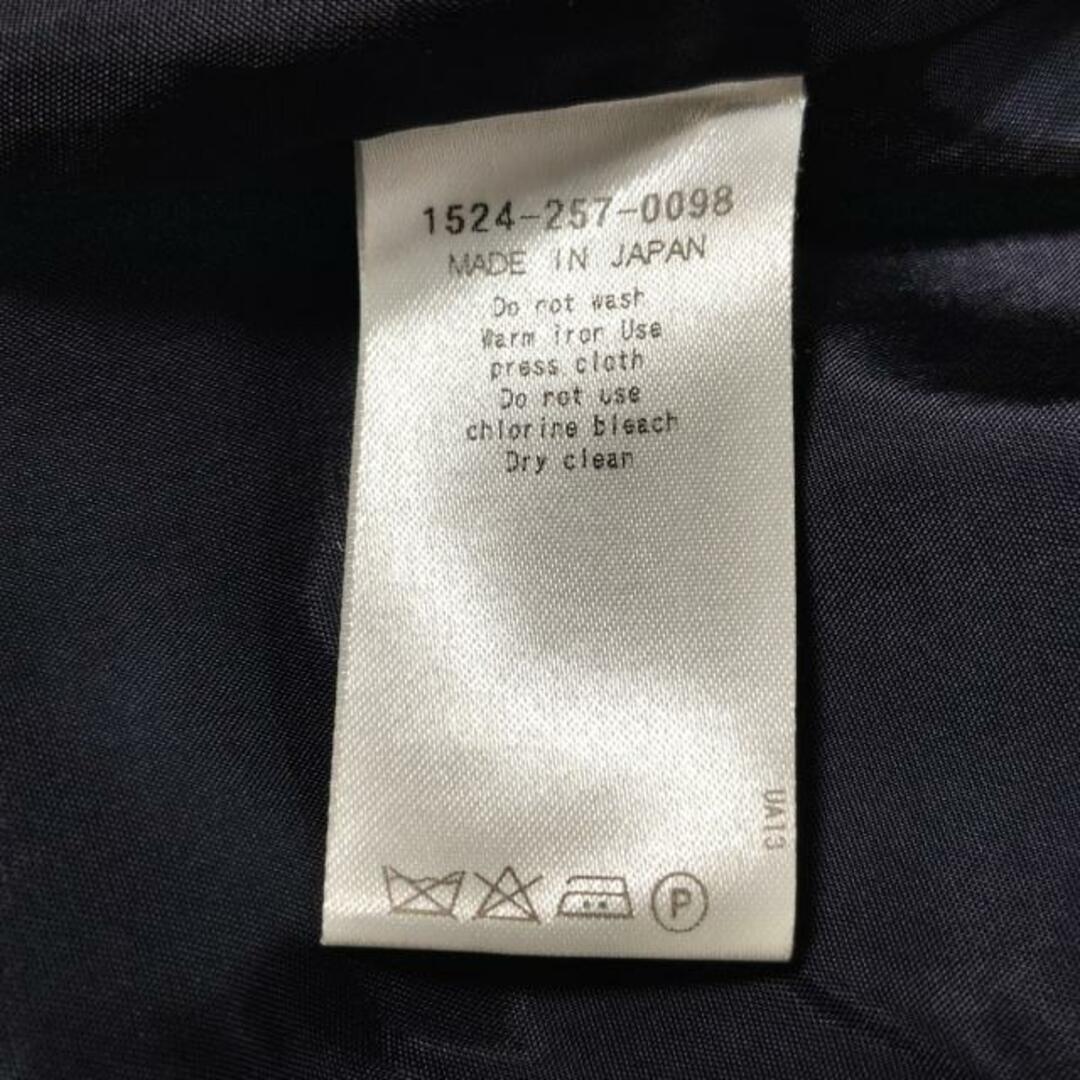 1524-257-0098
MADE IN JAPAN
Do not wash
Warm iron Use
press cloth
Do not use
chlorine bleach
Dry clean
UA13
P